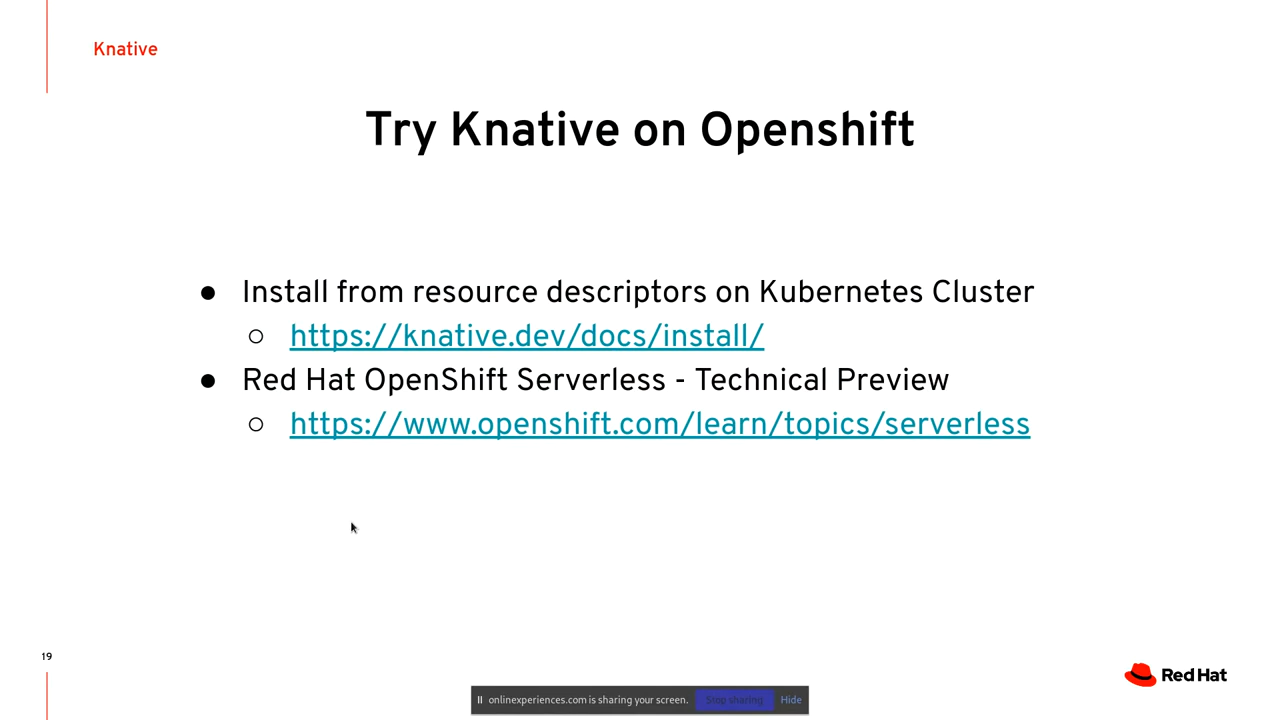 Knative
Try Knative on Openshift
● Install from resource descriptors on Kubernetes Cluster
○ https://knative.dev/docs/install/
● Red Hat OpenShift Serverless - Technical Preview
○ https://www.openshift.com/learn/topics/serverless
19
Red Hat
onlinexperiences.com is sharing your screen. Stop sharing Hide